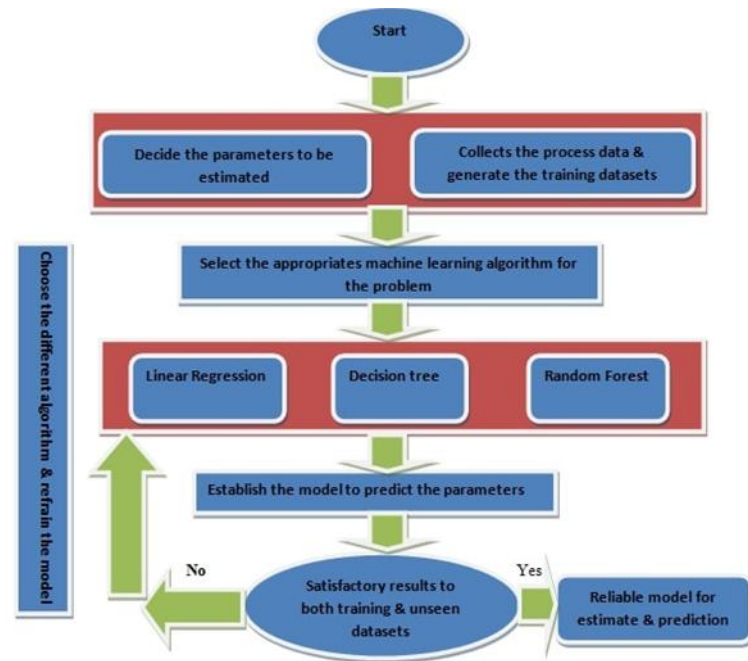 Start
Decide the parameters to be
estimated
Collects the process data &
generate the training datasets
Select the appropriates machine learning algorithm for
the problem
Choose the different algorithm & refrain the model
Linear Regression
Decision tree
Random Forest
Establish the model to predict the parameters
No
Satisfactory results to
both training & unseen
datasets
Yes
Reliable model for
estimate & prediction